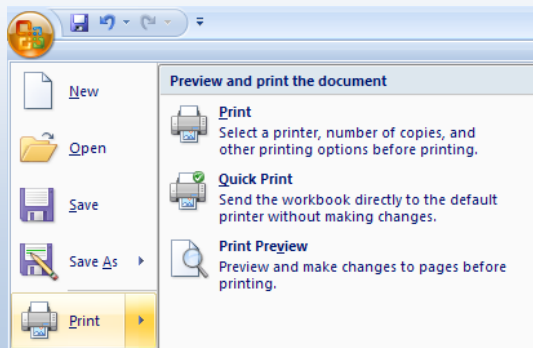 New
Open
Save
Save As
Print
Preview and print the document
Print
Select a printer, number of copies, and
other printing options before printing.
Quick Print
Send the workbook directly to the default
printer without making changes.
Print Preview
Preview and make changes to pages before
printing.